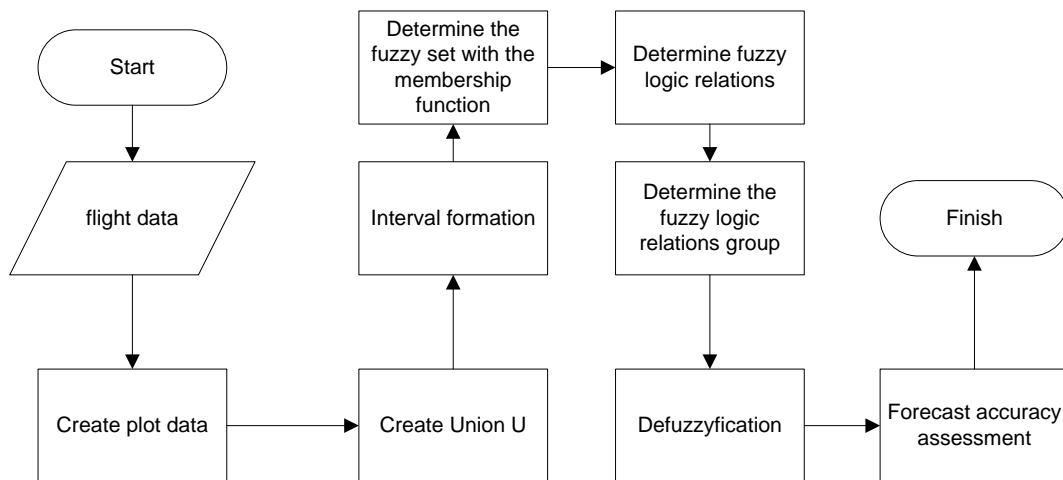 Start
flight data
Create plot data
Create Union U
Interval formation
Determine the
fuzzy set with the
membership
function
Determine fuzzy
logic relations
Determine the
fuzzy logic
relations group
Defuzzyfication
Forecast accuracy
assessment
Finish